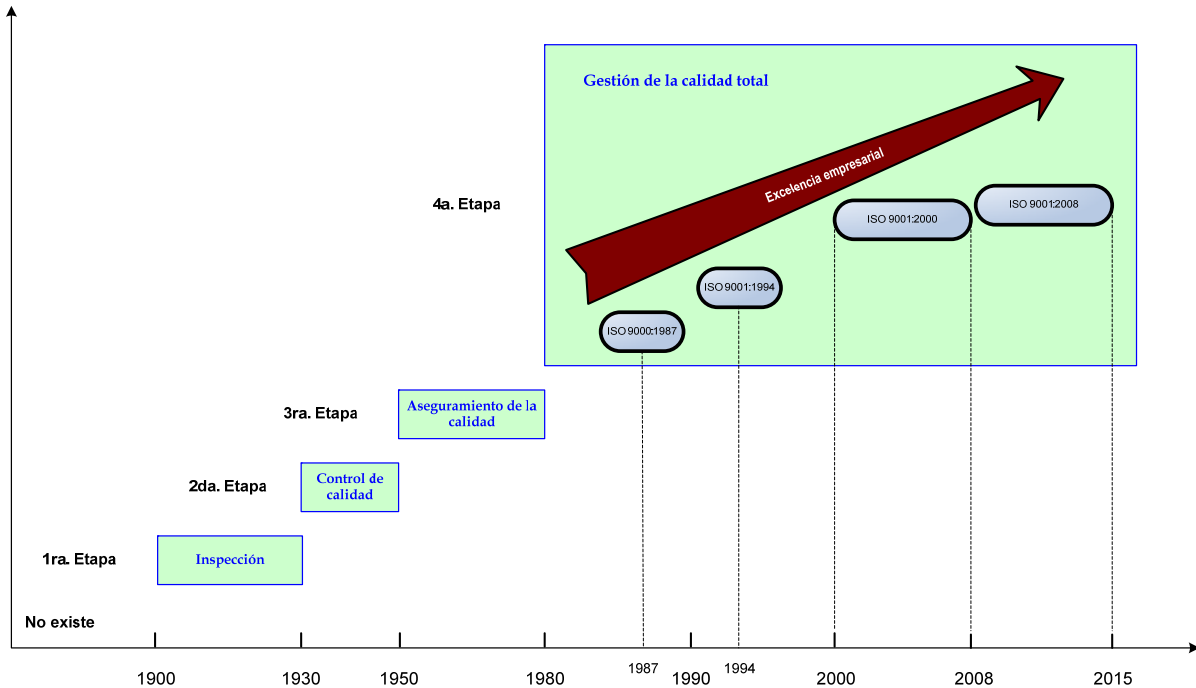 Gestión de la calidad total
Excelencia empresarial
4a. Etapa
ISO 9001:2008
ISO 9001:2000
ISO 9001:1994
ISO 9000:1987
3ra. Etapa
Aseguramiento de la
calidad
2da. Etapa
Control de
calidad
1ra. Etapa
Inspección
No existe
1900
1930
1950
1980
1987
1990
1994
2000
2008
2015